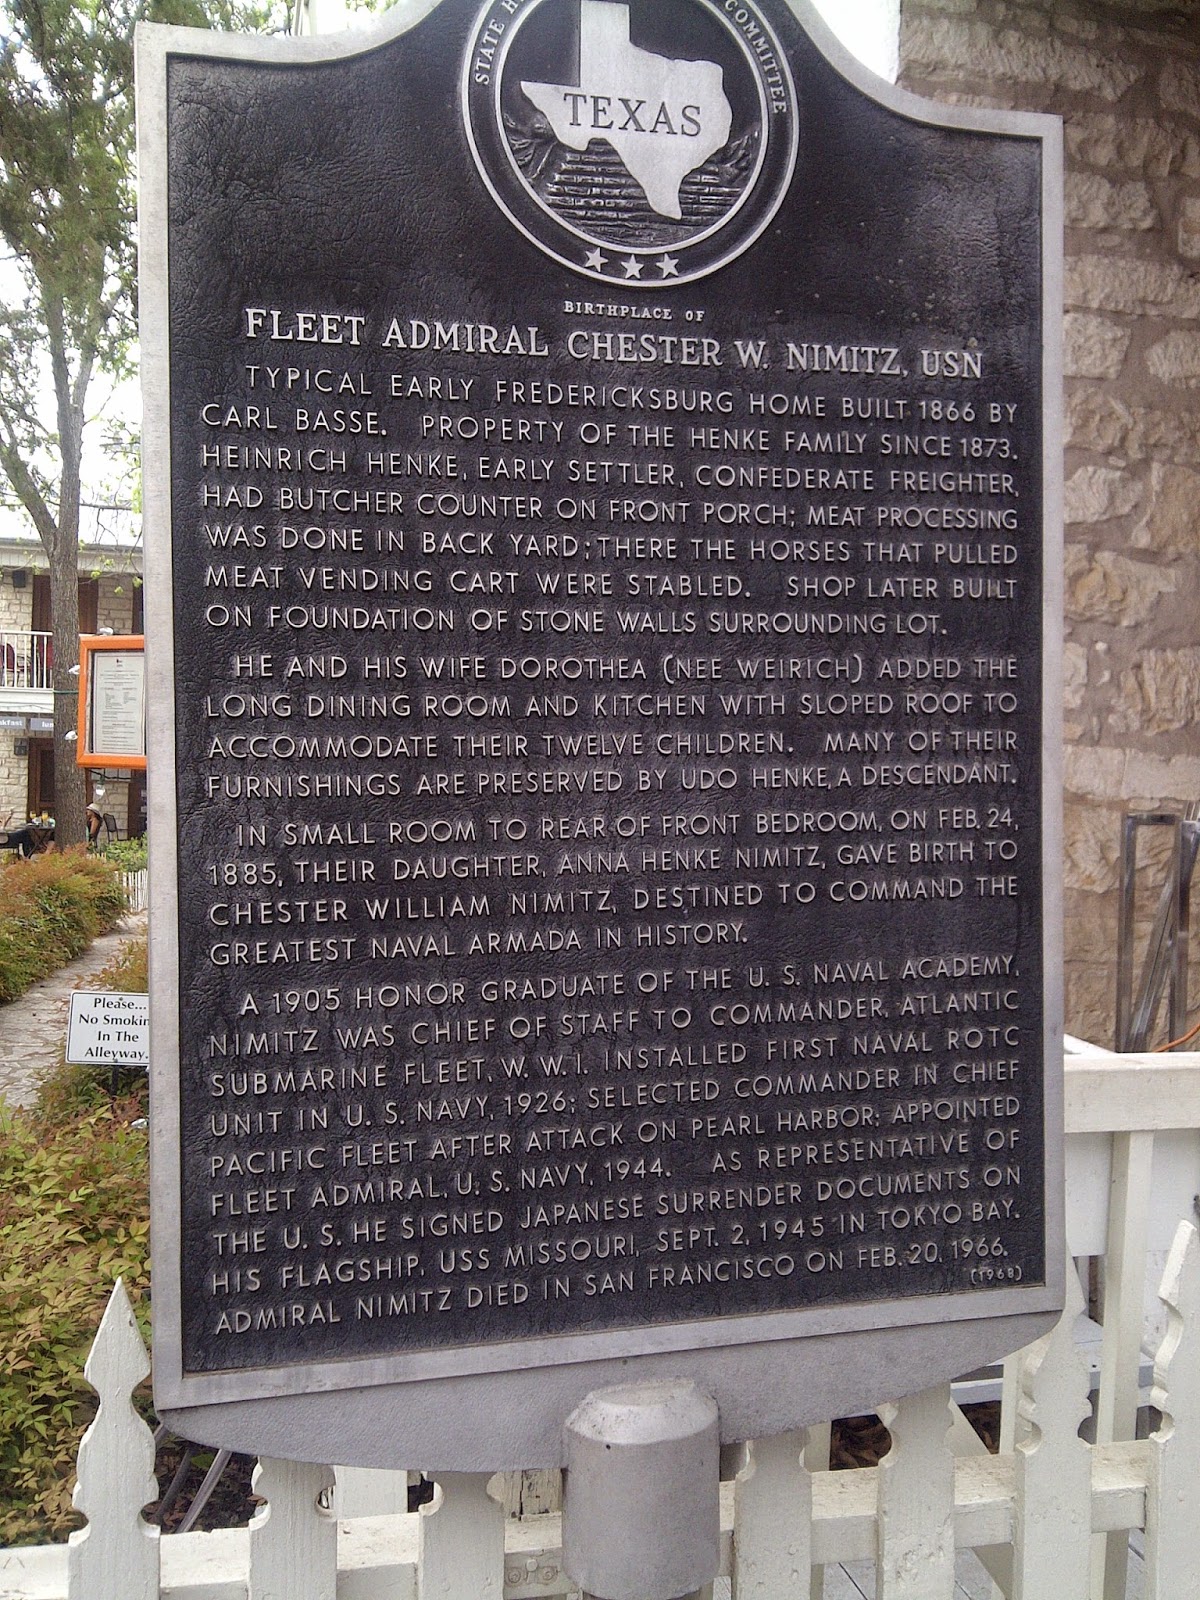 STATE H
COMMITTEE
TEXAS
BIRTHPLACE OF
FLEET ADMIRAL CHESTER W. NIMITZ, USN
TYPICAL EARLY FREDERICKSBURG HOME BUILT 1866 BY
CARL BASSE. PROPERTY OF THE HENKE FAMILY SINCE 1873.
HEINRICH HENKE, EARLY SETTLER, CONFEDERATE FREIGHTER,
HAD BUTCHER COUNTER ON FRONT PORCH; MEAT PROCESSING
WAS DONE IN BACK YARD; THERE THE HORSES THAT PULLED
MEAT VENDING CART WERE STABLED. SHOP LATER BUILT
ON FOUNDATION OF STONE WALLS SURROUNDING LOT.
HE AND HIS WIFE DOROTHEA (NEE WEIRICH) ADDED THE
LONG DINING ROOM AND KITCHEN WITH SLOPED ROOF TO
ACCOMMODATE THEIR TWELVE CHILDREN. MANY OF THEIR
FURNISHINGS ARE PRESERVED BY UDO HENKE, A DESCENDANT.
IN SMALL ROOM TO REAR OF FRONT BEDROOM, ON FEB. 24,
1885, THEIR DAUGHTER, ANNA HENKE NIMITZ, GAVE BIRTH TO
CHESTER WILLIAM NIMITZ, DESTINED TO COMMAND THE
GREATEST NAVAL ARMADA IN HISTORY.
A 1905 HONOR GRADUATE OF THE U. S. NAVAL ACADEMY,
NIMITZ WAS CHIEF OF STAFF TO COMMANDER, ATLANTIC
SUBMARINE FLEET, W. W. I. INSTALLED FIRST NAVAL ROTC
UNIT IN U. S. NAVY, 1926; SELECTED COMMANDER IN CHIEF
PACIFIC FLEET AFTER ATTACK ON PEARL HARBOR; APPOINTED
FLEET ADMIRAL, U. S. NAVY, 1944. AS REPRESENTATIVE OF
THE U. S. HE SIGNED JAPANESE SURRENDER DOCUMENTS ON
HIS FLAGSHIP, USS MISSOURI, SEPT. 2, 1945 IN TOKYO BAY.
ADMIRAL NIMITZ DIED IN SAN FRANCISCO ON FEB. 20, 1966.
(1968)
Please...
No Smokin
In The
Alleyway.